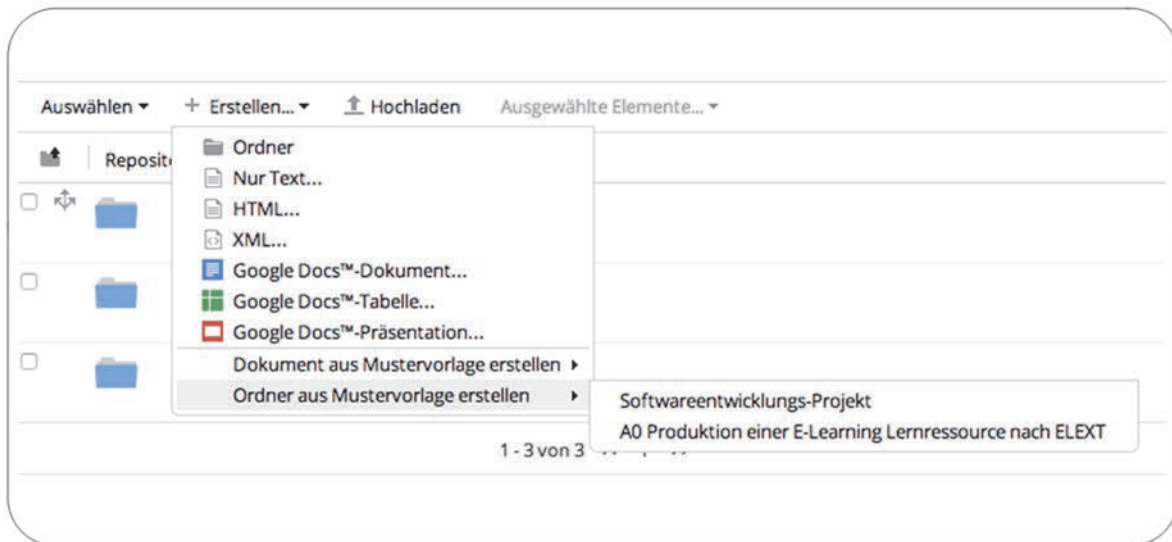 Auswählen + Erstellen... Hochladen Ausgewählte Elemente...
Reposit
Ordner
Nur Text...
HTML...
XML...
Google Docs™-Dokument...
Google Docs™-Tabelle...
Google Docs™-Präsentation...
Dokument aus Mustervorlage erstellen
Ordner aus Mustervorlage erstellen
Softwareentwicklungs-Projekt
A0 Produktion einer E-Learning Lernressource nach ELEXT
1 - 3 von 3